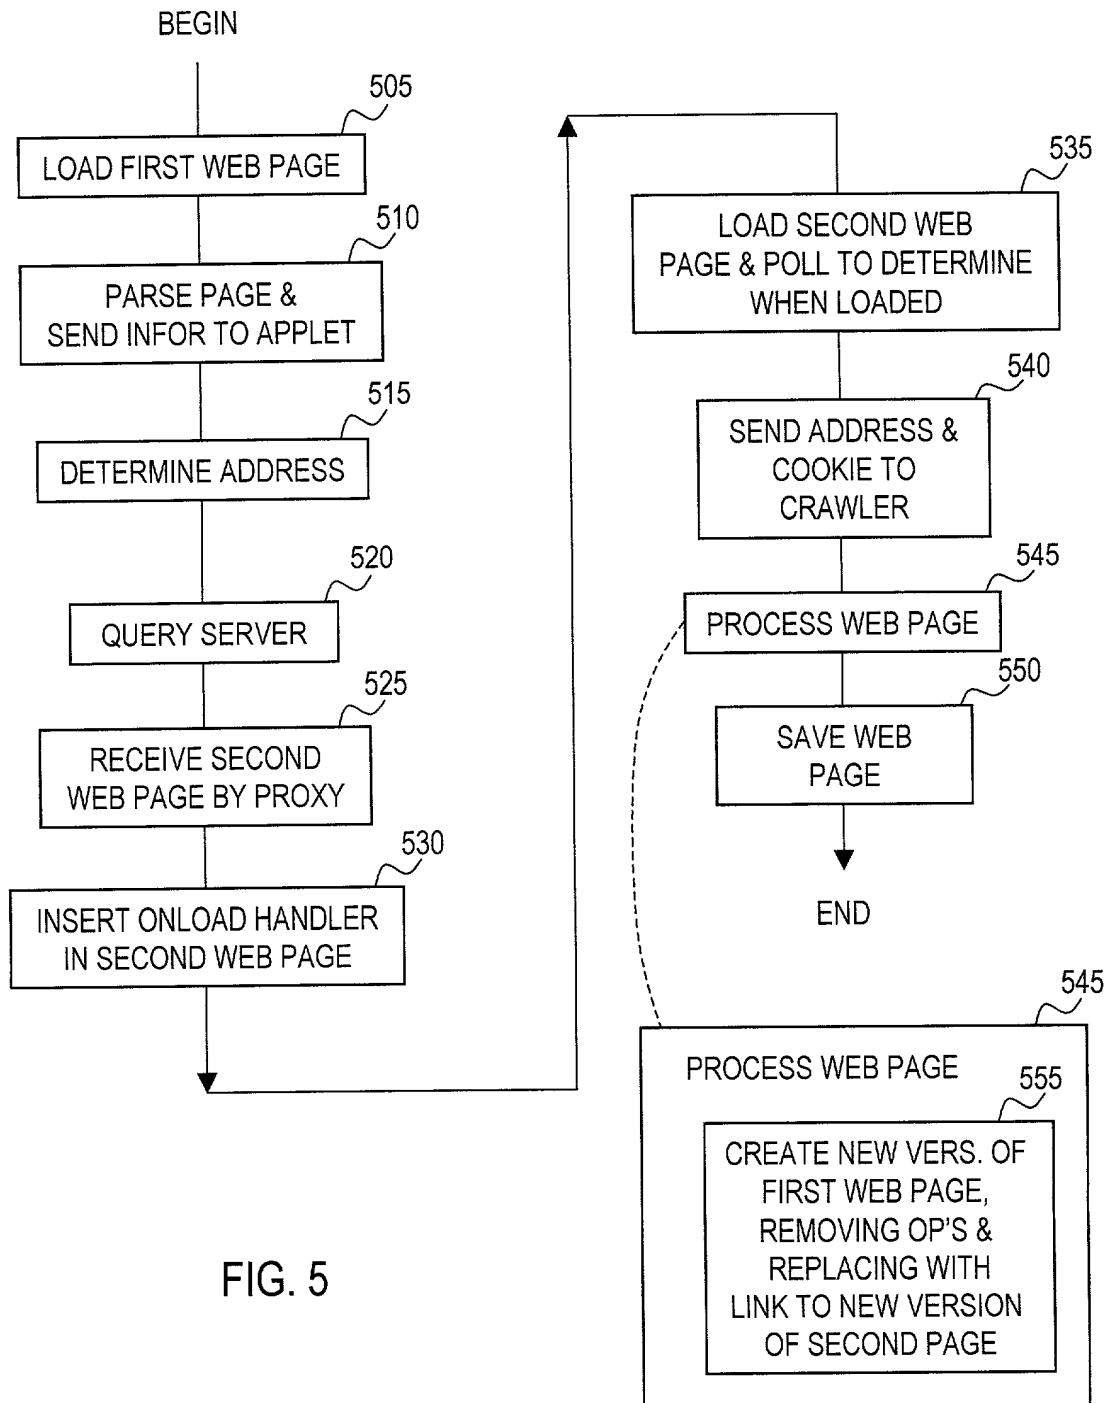 BEGIN
505
LOAD FIRST WEB PAGE
510
PARSE PAGE &
SEND INFOR TO APPLET
515
DETERMINE ADDRESS
520
QUERY SERVER
525
RECEIVE SECOND
WEB PAGE BY PROXY
530
INSERT ONLOAD HANDLER
IN SECOND WEB PAGE
535
LOAD SECOND WEB
PAGE & POLL TO DETERMINE
WHEN LOADED
540
SEND ADDRESS &
COOKIE TO
CRAWLER
545
PROCESS WEB PAGE
550
SAVE WEB
PAGE
END
545
PROCESS WEB PAGE
555
CREATE NEW VERS. OF
FIRST WEB PAGE,
REMOVING OP'S &
REPLACING WITH
LINK TO NEW VERSION
OF SECOND PAGE
FIG. 5